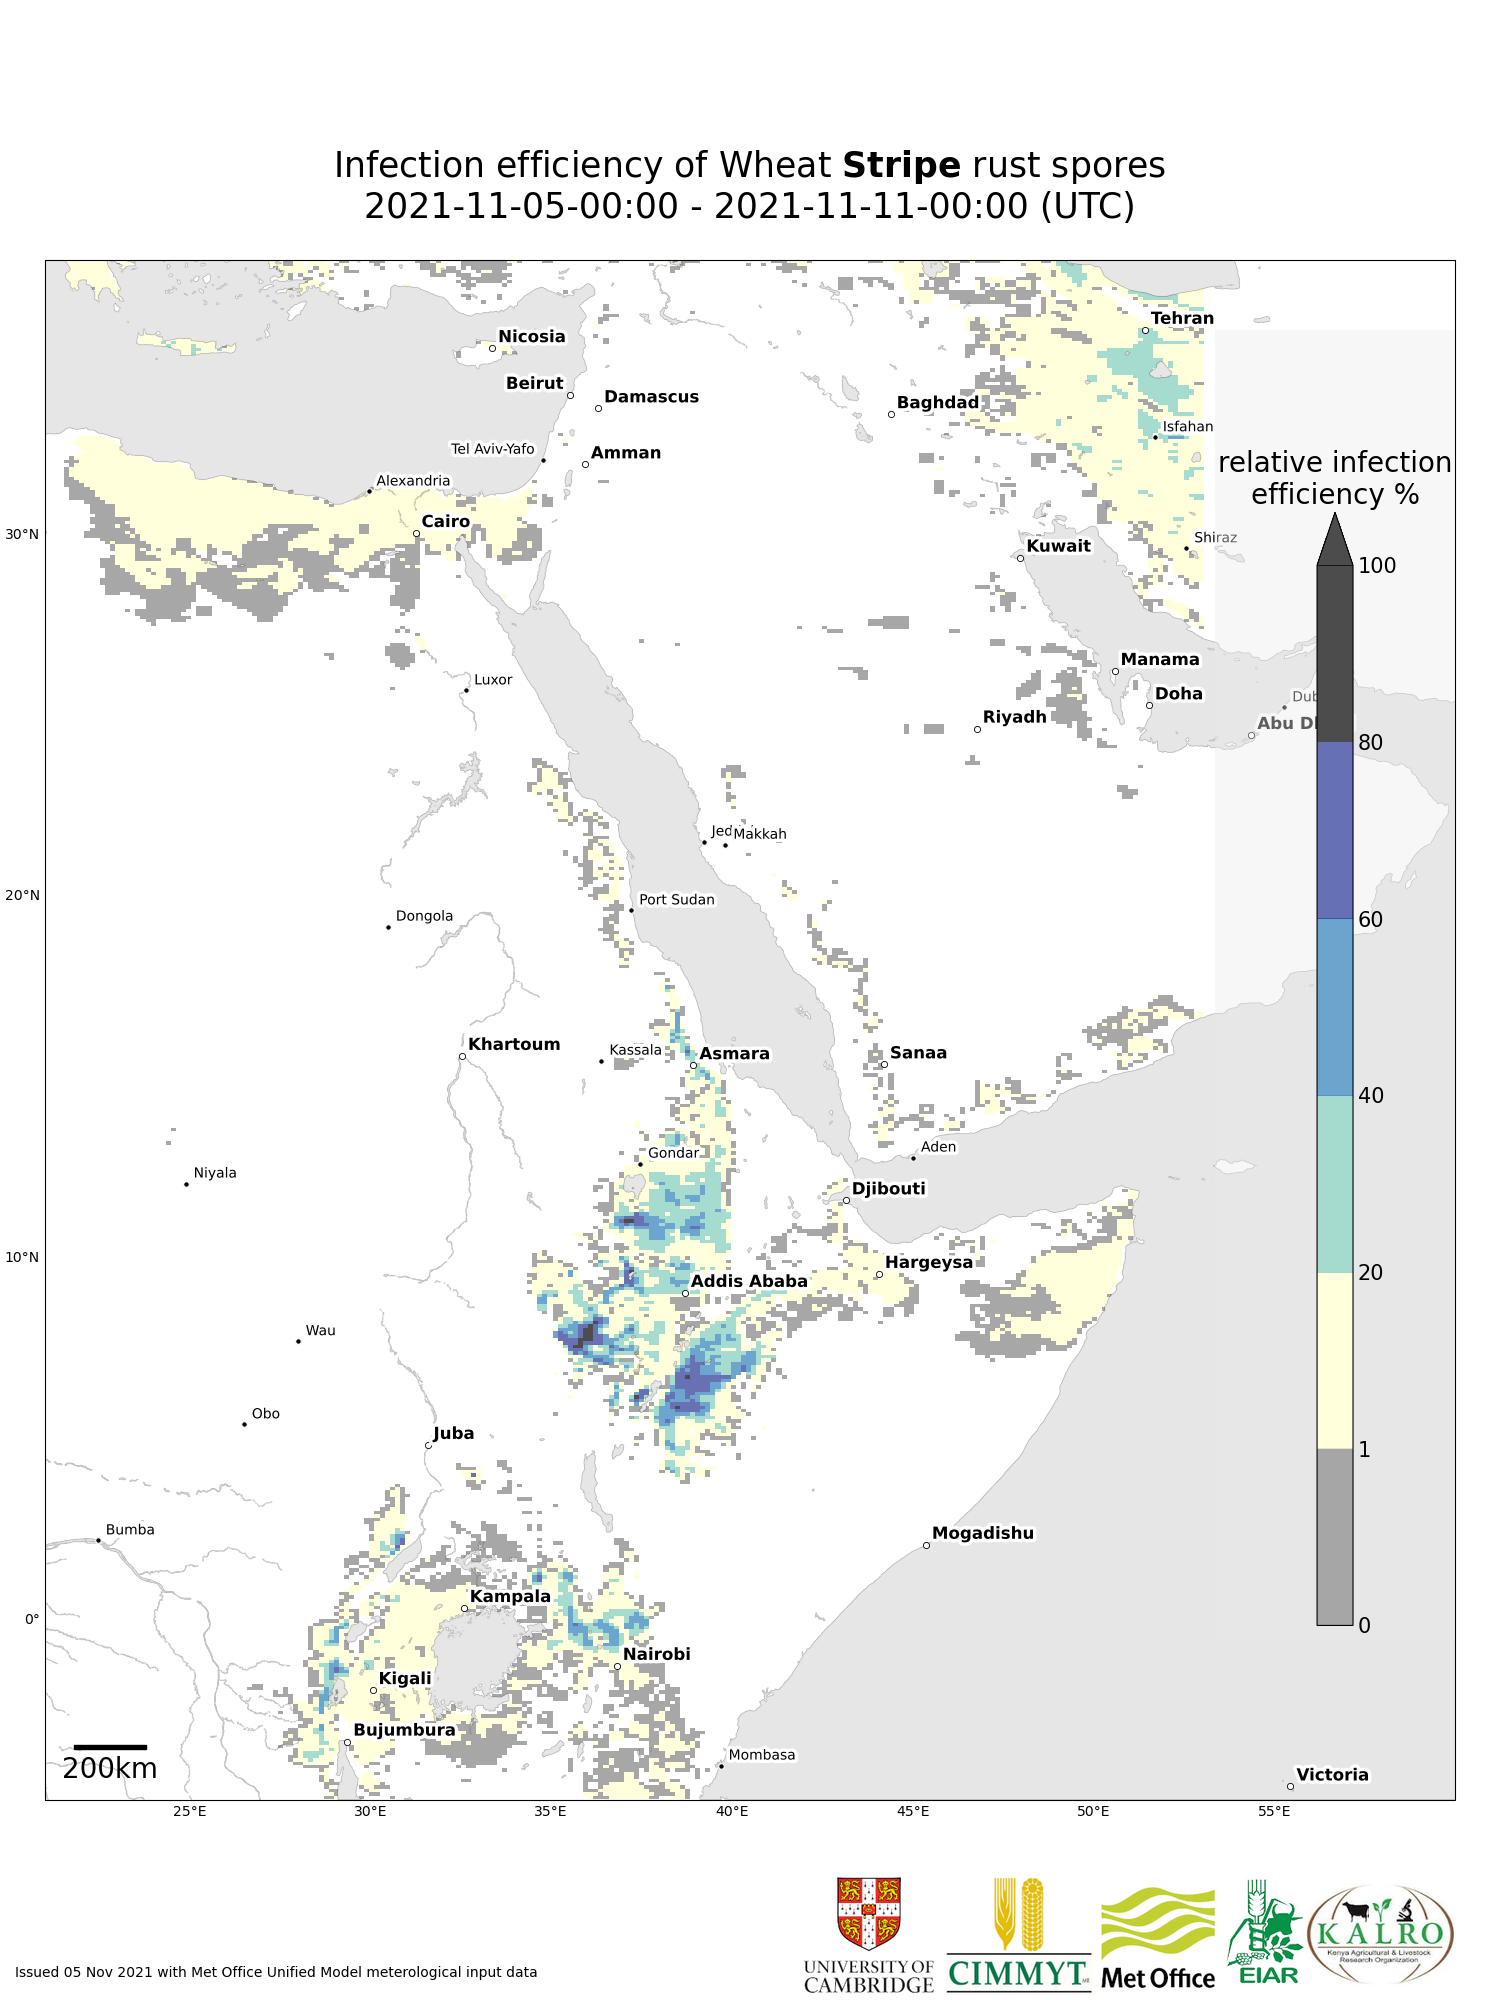 Infection efficiency of Wheat Stripe rust spores
2021-11-05-00:00 - 2021-11-11-00:00 (UTC)
Tehran
Nicosia
Beirut
Damascus
Baghdad
Isfahan
Tel Aviv-Yafo
Amman
relative infection
efficiency %
Alexandria
Cairo
30°N
Shiraz
Kuwait
100
Manama
Luxor
Doha
Dub
Riyadh
Abu D
80
Jed
Makkah
20°N
Port Sudan
Dongola
60
Khartoum
Kassala
Asmara
Sanaa
40
Aden
Gondar
Niyala
Djibouti
10°N
Hargeysa
20
Addis Ababa
Wau
Obo
Juba
1
Bumba
Mogadishu
Kampala
0°
0
Nairobi
Kigali
Bujumbura
200km
Mombasa
Victoria
25°E
30°E
35°E
40°E
45°E
50°E
55°E
UNIVERSITY OF
CAMBRIDGE
CIMMYT
Met Office
EIAR
KALRO
Kenya Agricultural & Livestock
Research Organization
Issued 05 Nov 2021 with Met Office Unified Model meterological input data